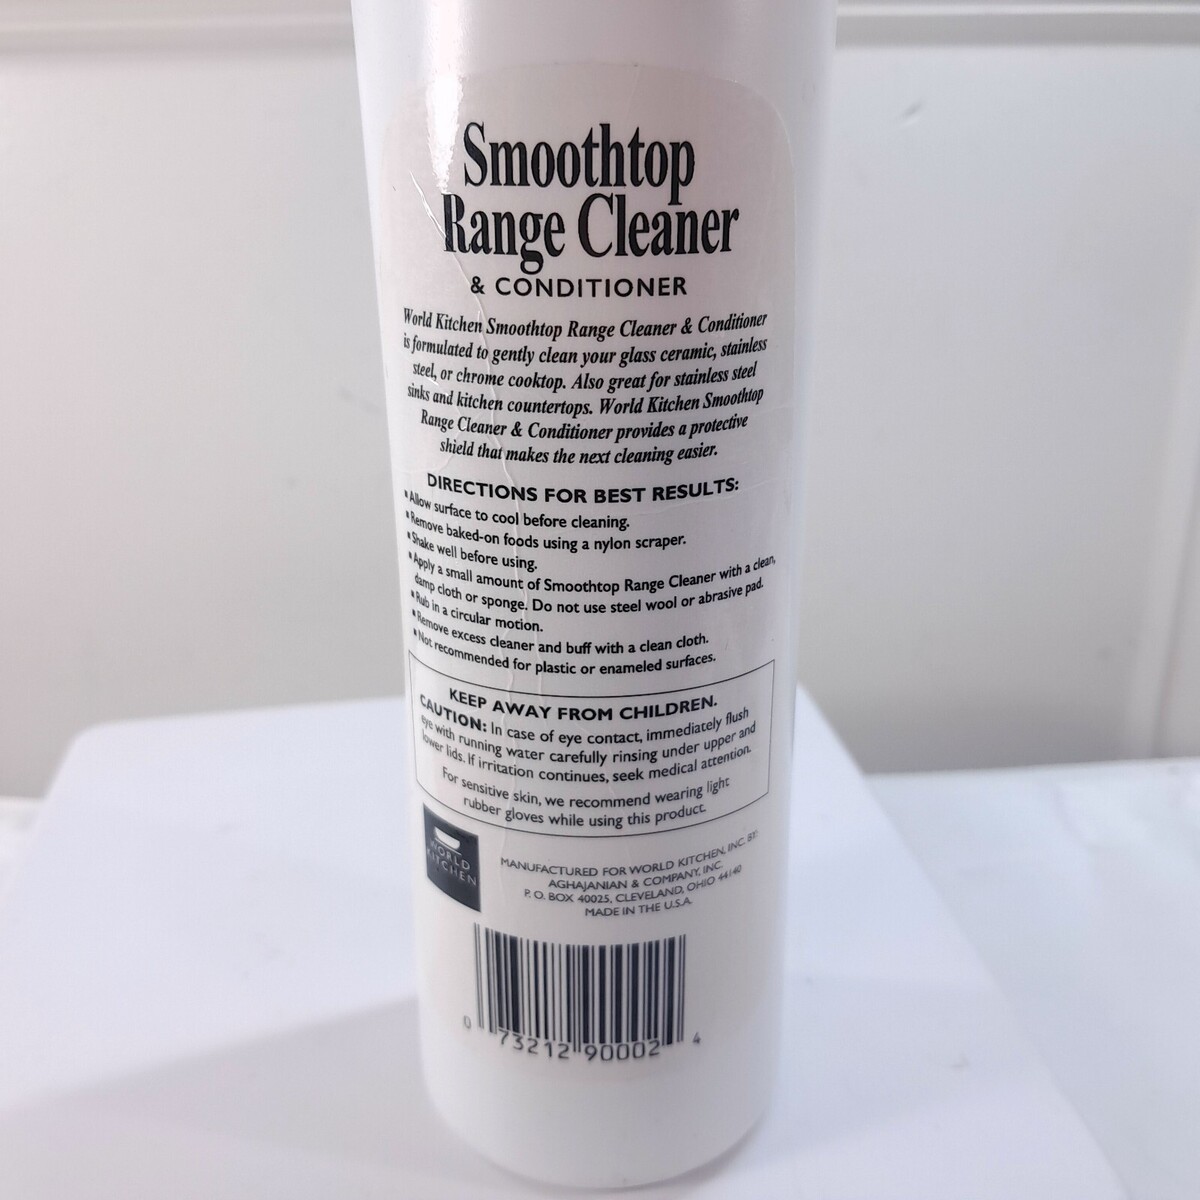 Smoothtop
Range Cleaner
& CONDITIONER
World Kitchen Smoothtop Range Cleaner & Conditioner
is formulated to gently clean your glass ceramic, stainless
steel, or chrome cooktop. Also great for stainless steel
sinks and kitchen countertops. World Kitchen Smoothtop
Range Cleaner & Conditioner provides a protective
shield that makes the next cleaning easier.
DIRECTIONS FOR BEST RESULTS:
▪Allow surface to cool before cleaning.
▪Remove baked-on foods using a nylon scraper.
▪Shake well before using.
▪Apply a small amount of Smoothtop Range Cleaner with a clean,
damp cloth or sponge. Do not use steel wool or abrasive pad.
▪Rub in a circular motion.
▪Remove excess cleaner and buff with a clean cloth.
▪Not recommended for plastic or enameled surfaces.
KEEP AWAY FROM CHILDREN.
CAUTION: In case of eye contact, immediately flush
eye with running water carefully rinsing under upper and
lower lids. If irritation continues, seek medical attention.
For sensitive skin, we recommend wearing light
rubber gloves while using this product.
WORLD
KITCHEN
MANUFACTURED FOR WORLD KITCHEN, INC. BY:
AGHAJANIAN & COMPANY, INC.
P. O. BOX 40025, CLEVELAND, OHIO 44140
MADE IN THE U.S.A.
0 73212 90002 4